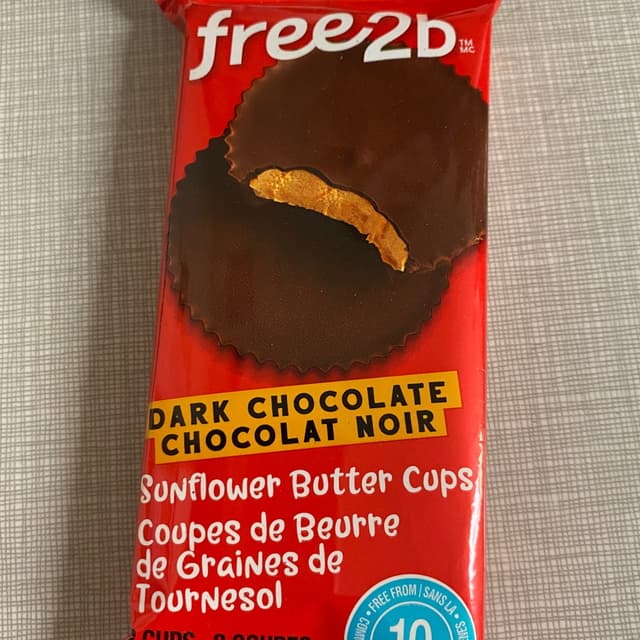 free2b TM
MC
DARK CHOCOLATE
CHOCOLAT NOIR
Sunflower Butter Cups
Coupes de Beurre
de Graines de
Tournesol
CUPS
FREE FROM | SANS LA
10